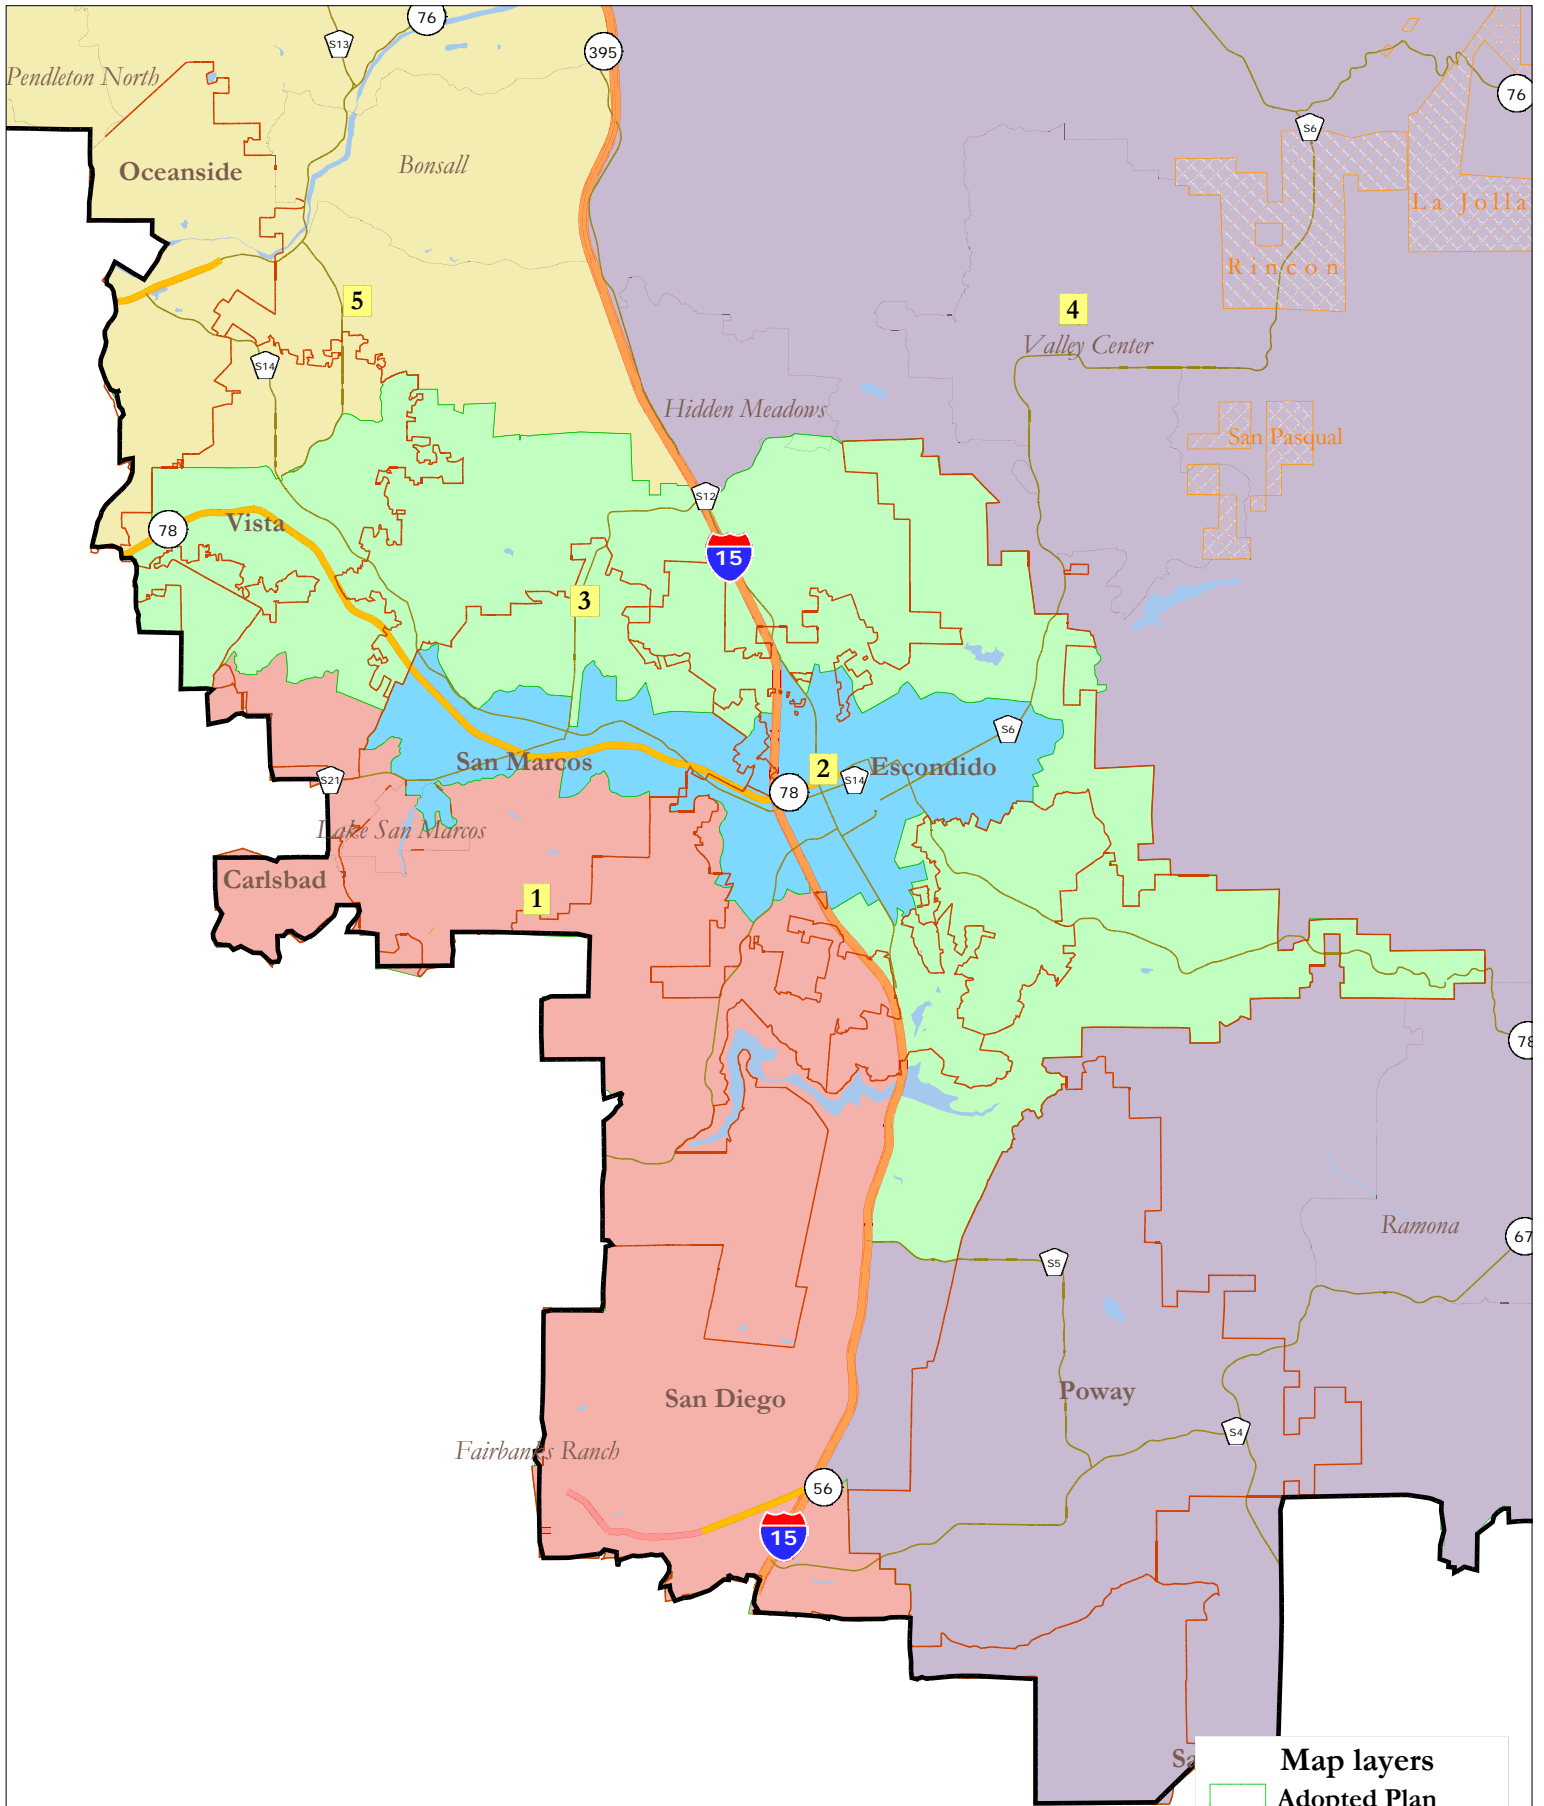 76
S13
395
Pendleton North
76
S6
Oceanside
Bonsall
La Jolla
Rincon
5
4
Valley Center
S14
Hidden Meadows
San Pasqual
S12
78
Vista
15
3
S6
San Marcos
2
S14
Escondido
S21
78
Lake San Marcos
Carlsbad
1
78
Ramona
67
S5
San Diego
Poway
S4
Fairbanks Ranch
56
15
Map layers
Adopted Plan